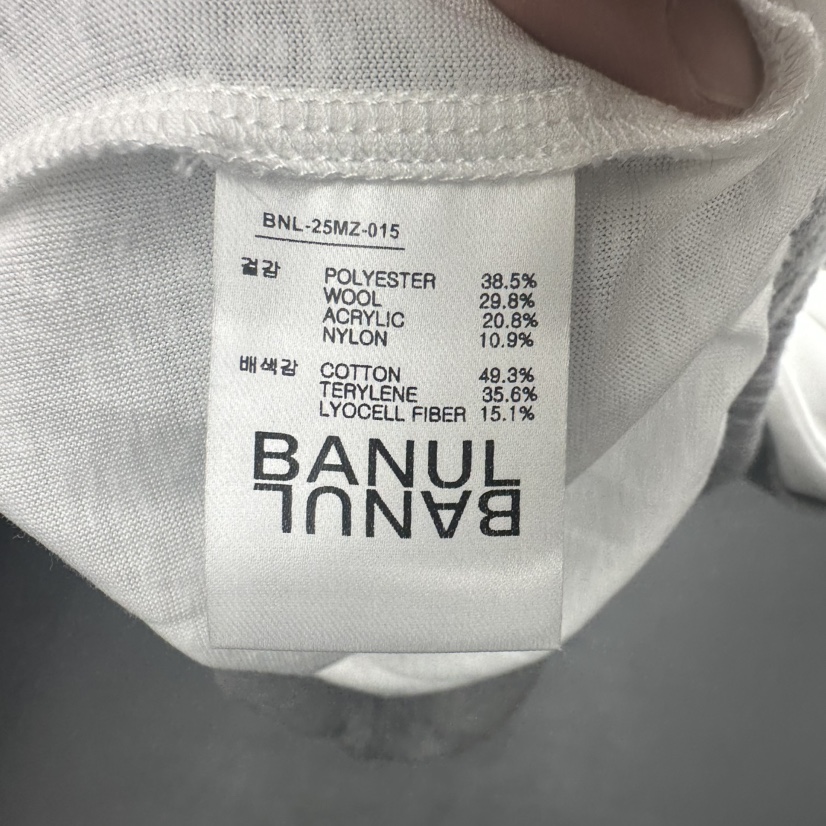 BNL-25MZ-015
겉감 POLYESTER 38.5%
WOOL 29.8%
ACRYLIC 20.8%
NYLON 10.9%
배색감 COTTON 49.3%
TERYLENE 35.6%
LYOCELL FIBER 15.1%
BANUL
BANUL